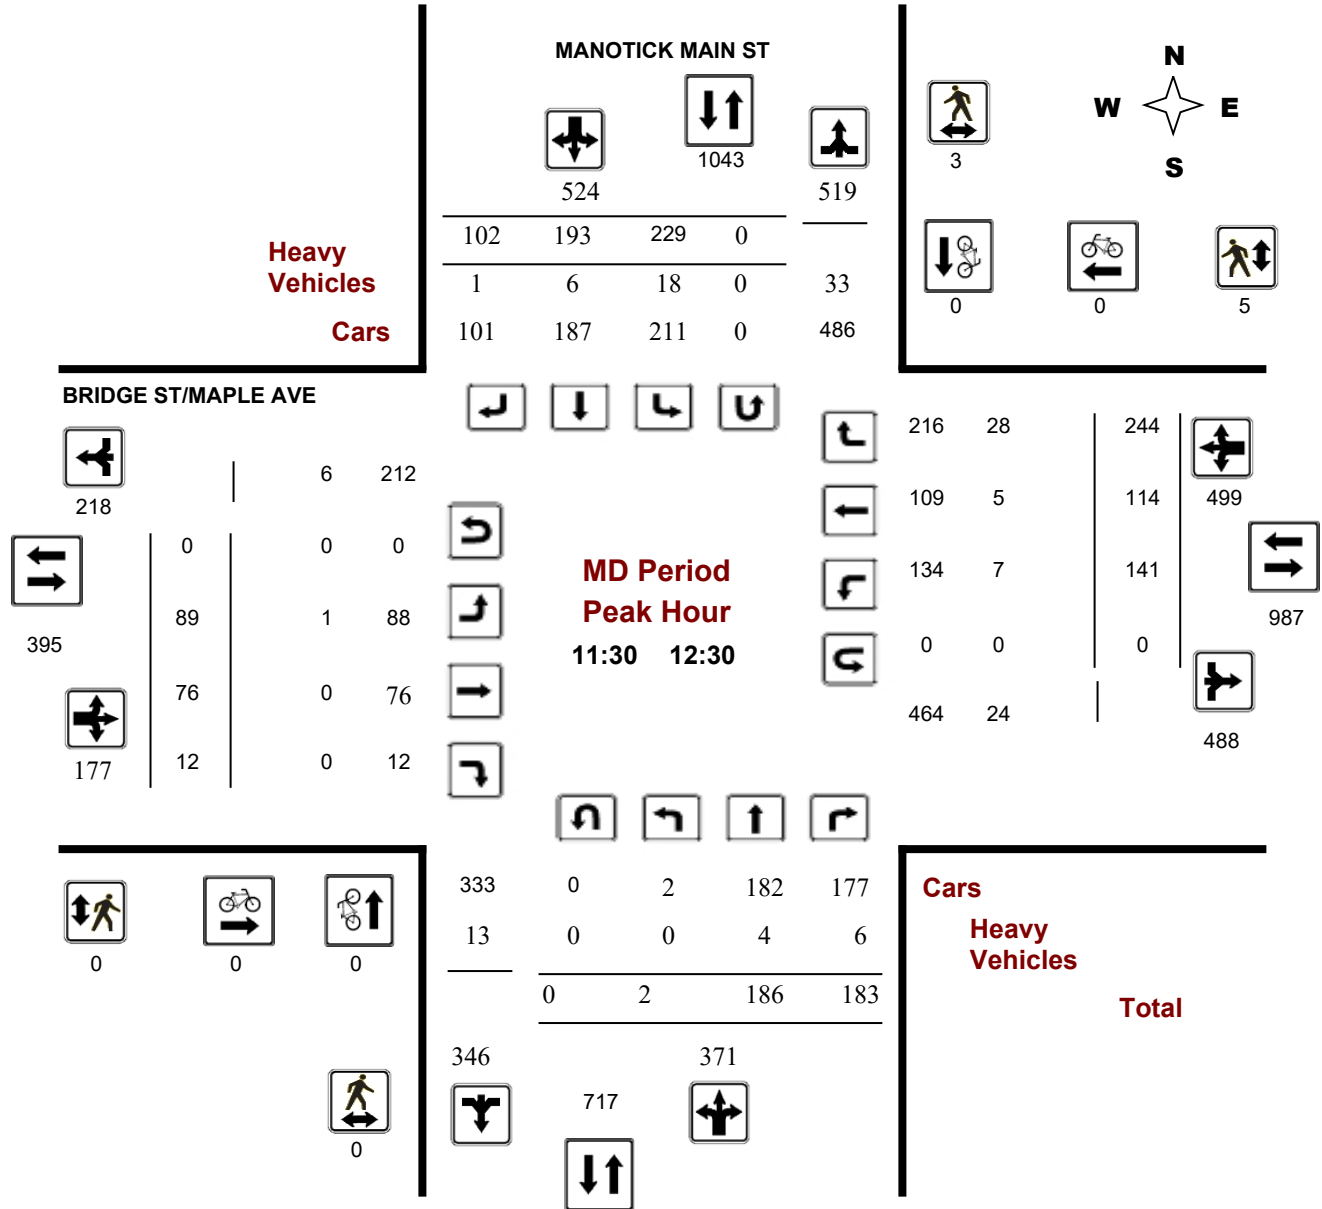 MANOTICK MAIN ST
N
W E
S
1043
3
524 519
102 193 229 0
Heavy
Vehicles
1 6 18 0 33
0 0 5
Cars
101 187 211 0 486
BRIDGE ST/MAPLE AVE
216 28 244
6 212
218
109 5 114 499
0 0 0
MD Period
134 7 141
Peak Hour
89 1 88
987
395
11:30 12:30
0 0 0
76 0 76
464 24
488
177 12 0 12
333 0 2 182 177
Cars
13 0 0 4 6
Heavy
Vehicles
0 0 0
0 2 186 183
Total
346 371
717
0